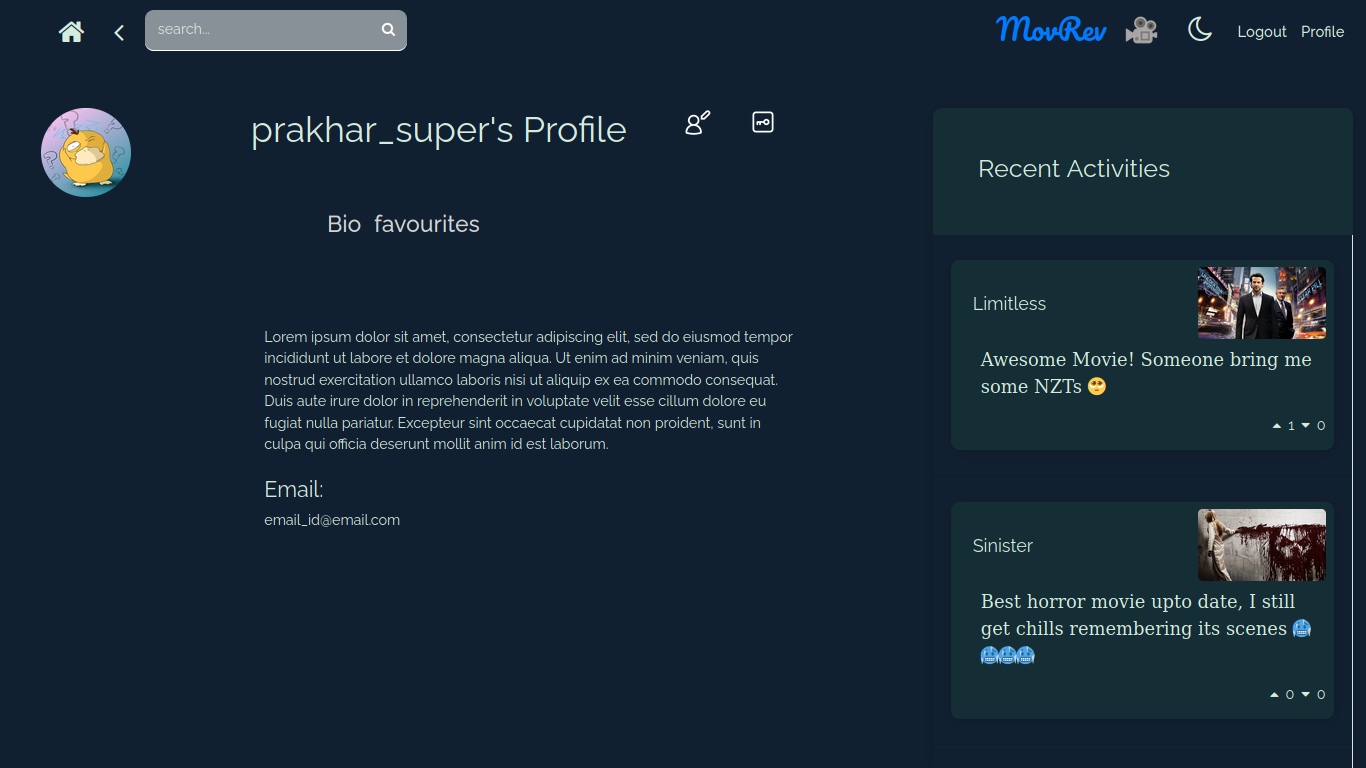 search...
MovRev
Logout Profile
prakhar_super's Profile
Bio favourites
Lorem ipsum dolor sit amet, consectetur adipiscing elit, sed do eiusmod tempor
incididunt ut labore et dolore magna aliqua. Ut enim ad minim veniam, quis
nostrud exercitation ullamco laboris nisi ut aliquip ex ea commodo consequat.
Duis aute irure dolor in reprehenderit in voluptate velit esse cillum dolore eu
fugiat nulla pariatur. Excepteur sint occaecat cupidatat non proident, sunt in
culpa qui officia deserunt mollit anim id est laborum.
Email:
email_id@email.com
Recent Activities
Limitless
Awesome Movie! Someone bring me
some NZTs 🥺
1 0
Sinister
Best horror movie upto date, I still
get chills remembering its scenes 🥶
🥶🥶🥶
0 0